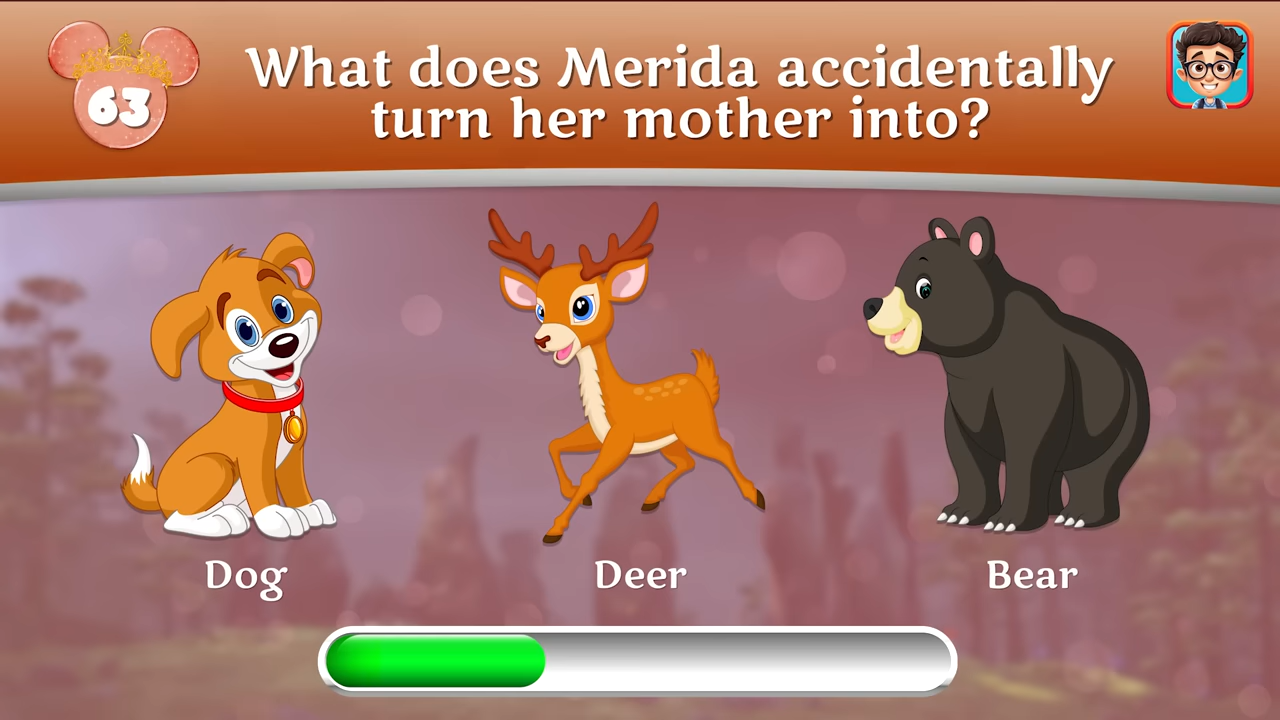 63
What does Merida accidentally
turn her mother into?
Dog
Deer
Bear